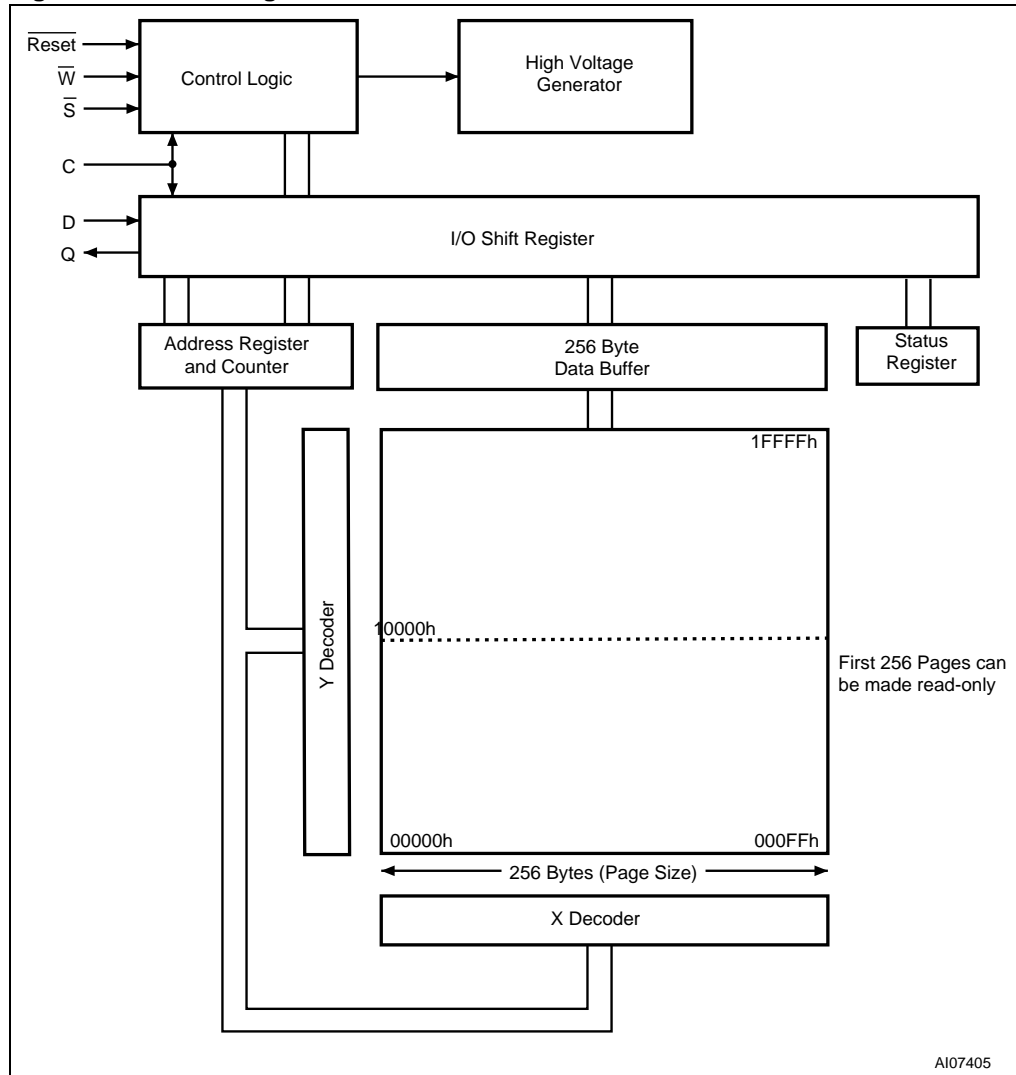 Reset
W
S
C
D
Q
Control Logic
High Voltage
Generator
I/O Shift Register
Address Register
and Counter
256 Byte
Data Buffer
Status
Register
1FFFFh
Y Decoder
10000h
First 256 Pages can
be made read-only
00000h
000FFh
256 Bytes (Page Size)
X Decoder
AI07405